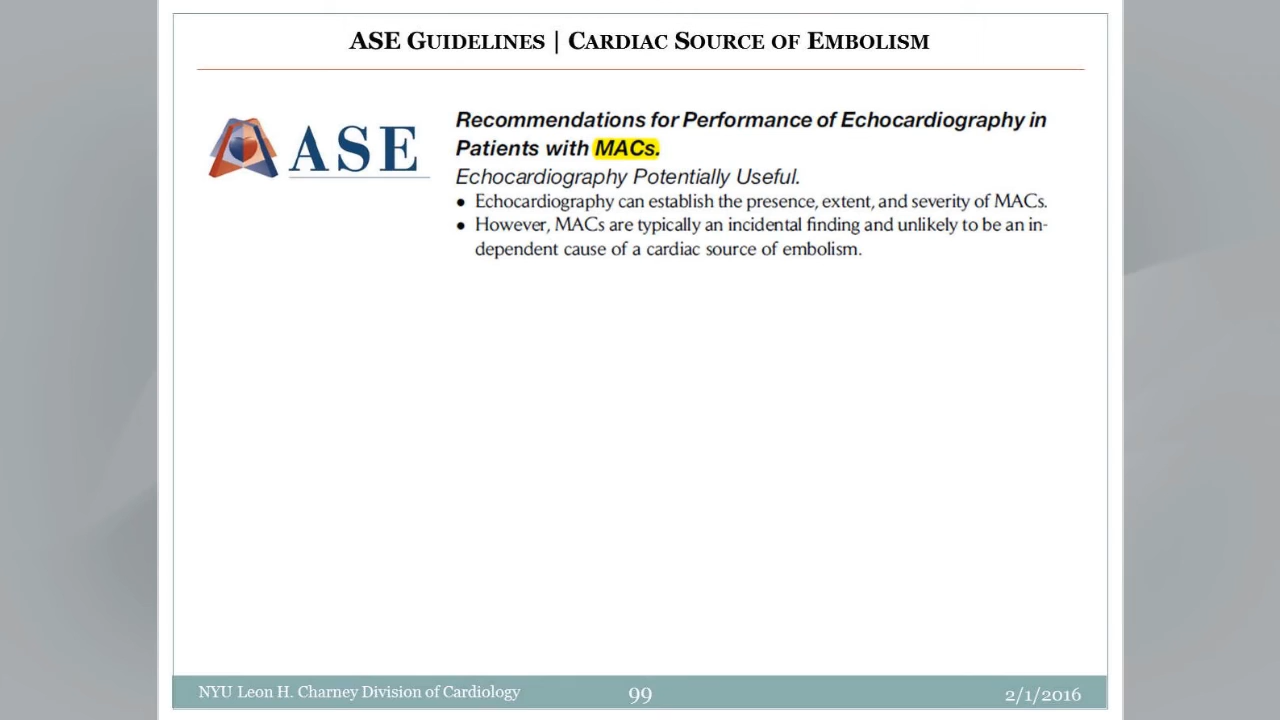 ASE GUIDELINES | CARDIAC SOURCE OF EMBOLISM
ASE
Recommendations for Performance of Echocardiography in
Patients with MACs.
Echocardiography Potentially Useful.
• Echocardiography can establish the presence, extent, and severity of MACs.
• However, MACs are typically an incidental finding and unlikely to be an in-
dependent cause of a cardiac source of embolism.
NYU Leon H. Charney Division of Cardiology
99
2/1/2016